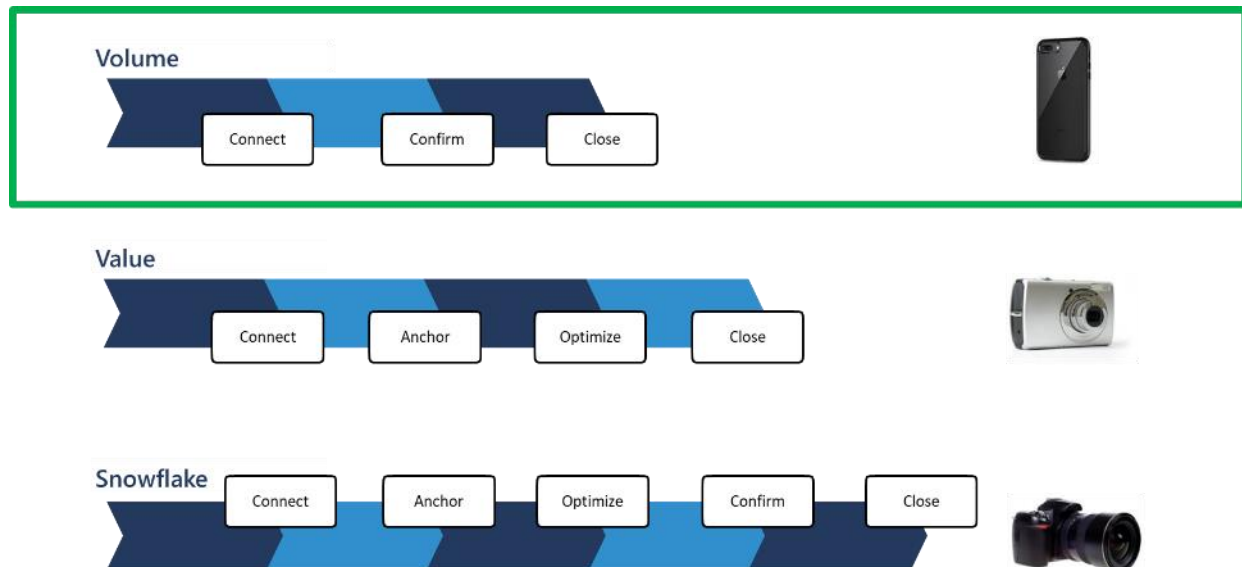 Volume
Connect Confirm Close
Value
Connect Anchor Optimize Close
Snowflake
Connect Anchor Optimize Confirm Close